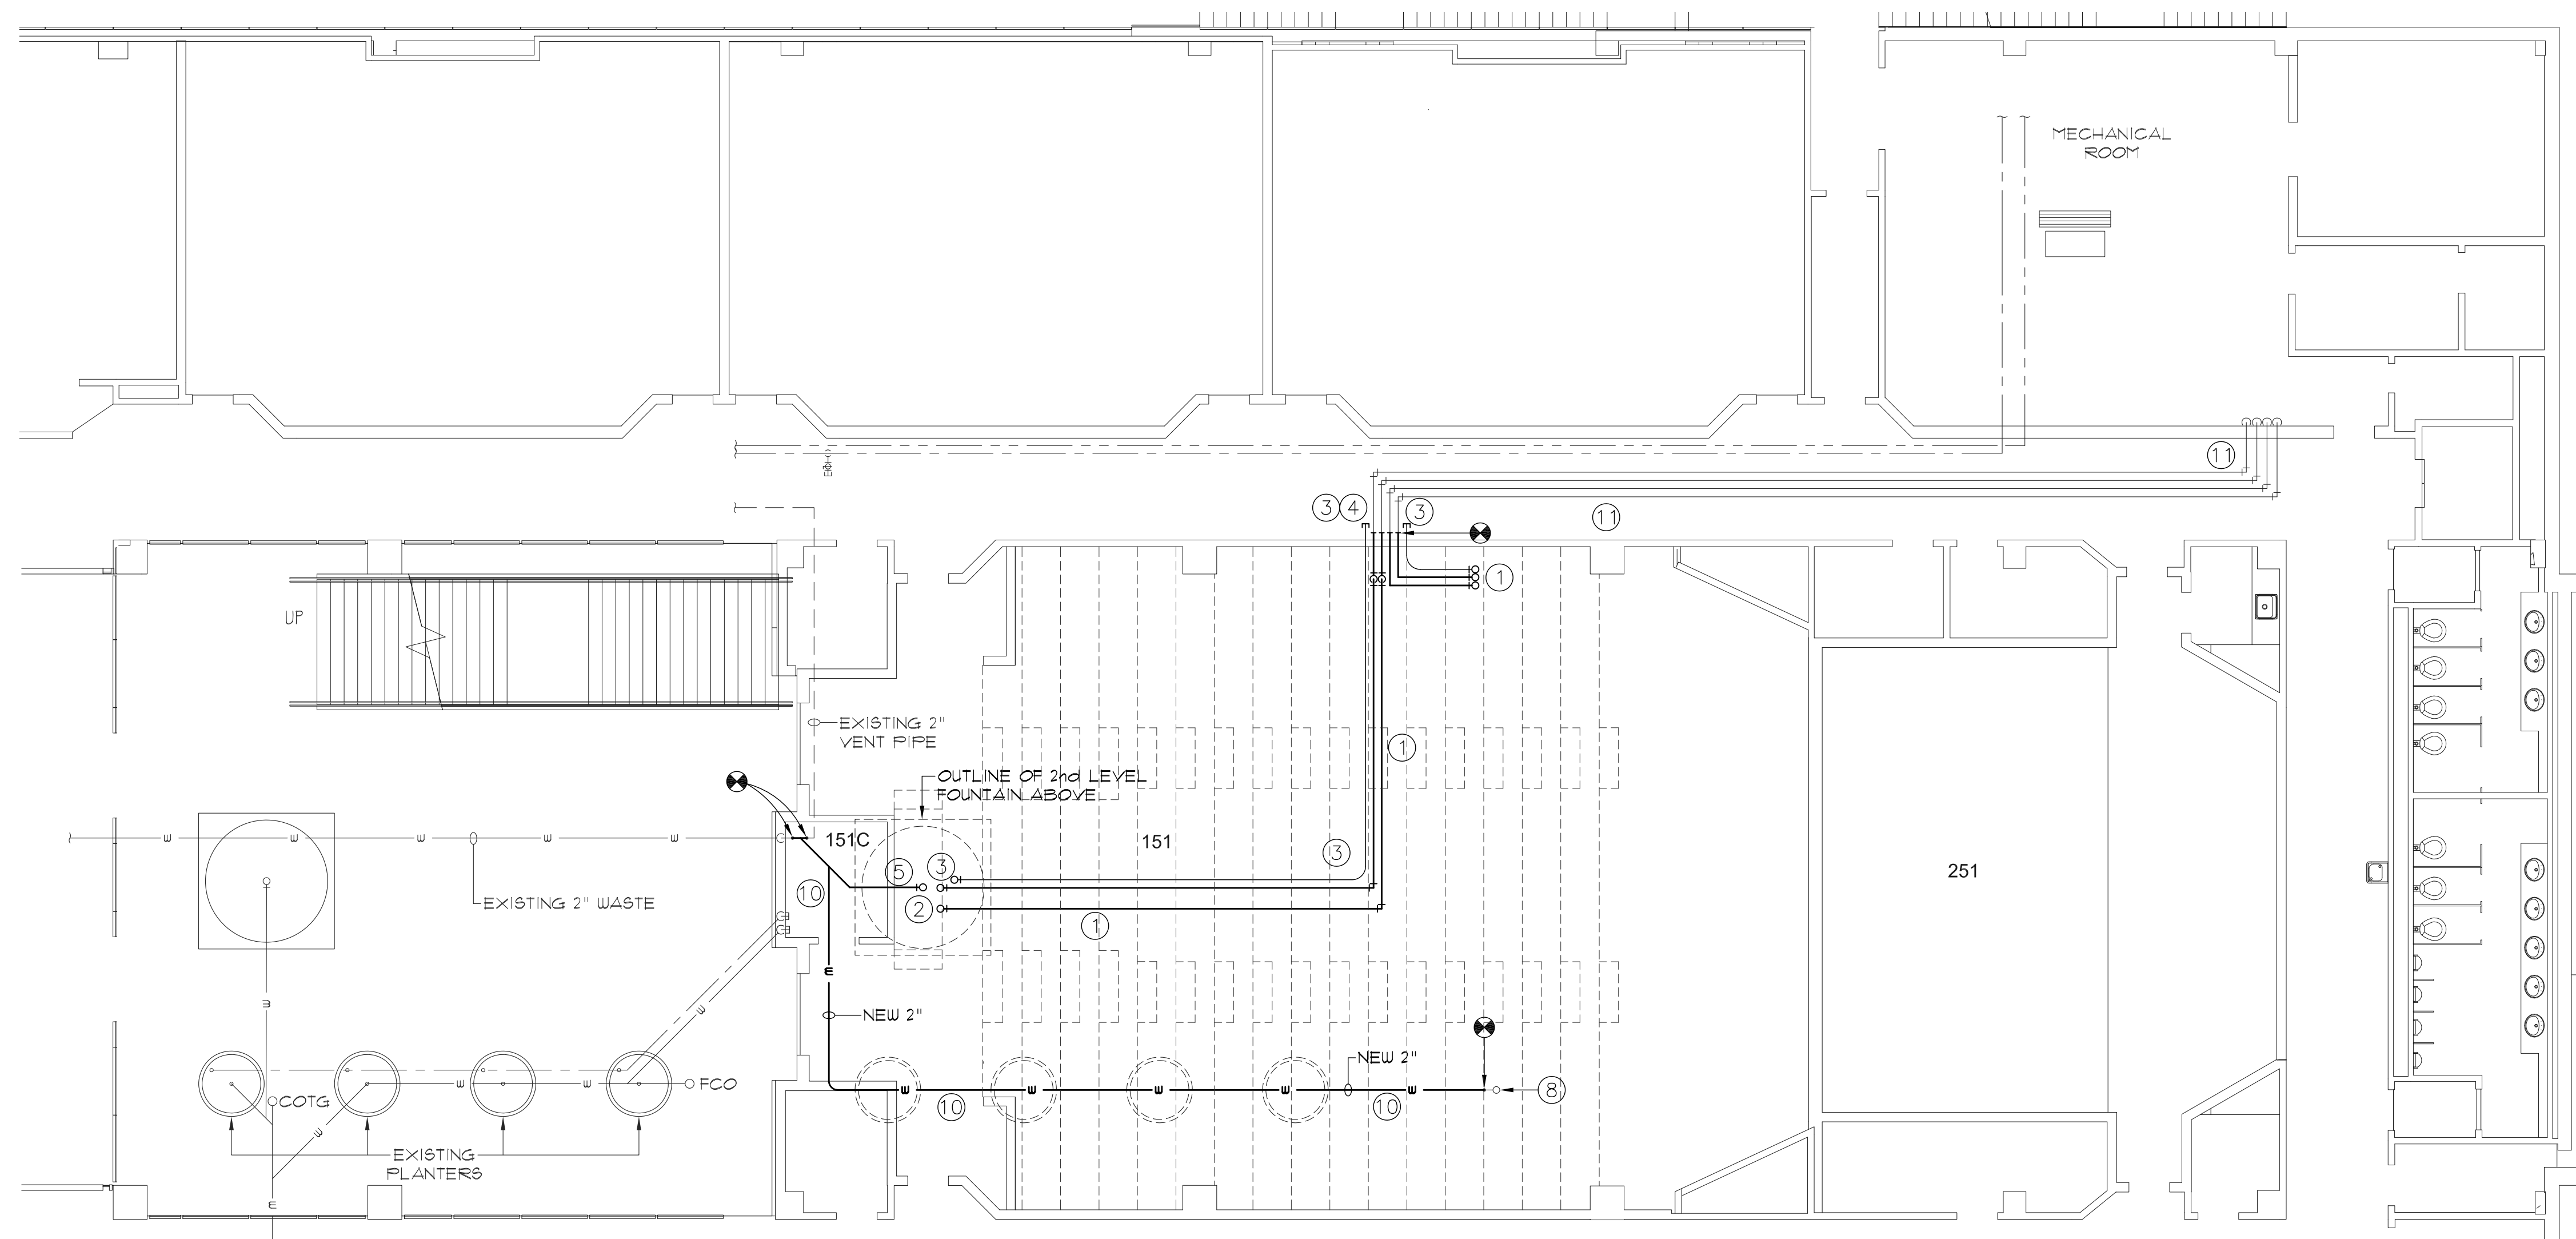 MECHANICAL
ROOM
11
3 4 3 11
1
UP
EXISTING 2"
VENT PIPE
1
OUTLINE OF 2nd LEVEL
FOUNTAIN ABOVE
W W W W W
151C
151
3
5 3
251
10
2
1
EXISTING 2" WASTE
W
W
W
NEW 2"
NEW 2"
W W
FCO
W W W W W
8
COTG
10
10
W
EXISTING
PLANTERS
W